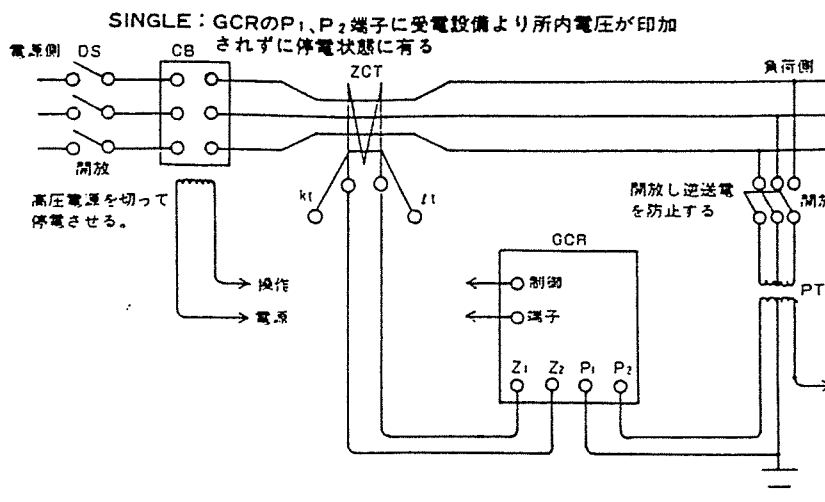 SINGLE：GCRのP₁、P₂端子に受電設備より所内電圧が印加
されずに停電状態に有る
電源側 DS CB
ZCT
負荷側
開放
高圧電源を切って
停電させる。
kt
ℓt
開放し逆送電
を防止する
開放
GCR
操作
電源
制御
端子
PT
Z₁ Z₂ P₁ P₂